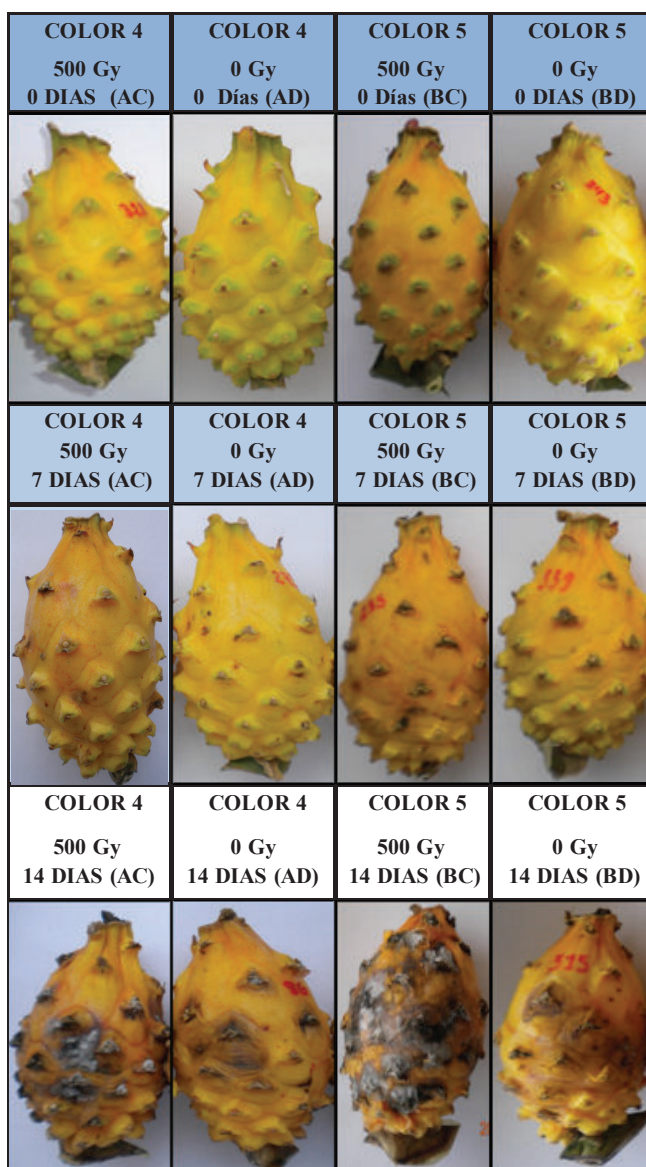 COLOR 4
500 Gy
0 DIAS (AC)
COLOR 4
0 Gy
0 Días (AD)
COLOR 5
500 Gy
0 Días (BC)
COLOR 5
0 Gy
0 DIAS (BD)
321
343
COLOR 4
500 Gy
7 DIAS (AC)
COLOR 4
0 Gy
7 DIAS (AD)
COLOR 5
500 Gy
7 DIAS (BC)
COLOR 5
0 Gy
7 DIAS (BD)
339
COLOR 4
500 Gy
14 DIAS (AC)
COLOR 4
0 Gy
14 DIAS (AD)
COLOR 5
500 Gy
14 DIAS (BC)
COLOR 5
0 Gy
14 DIAS (BD)